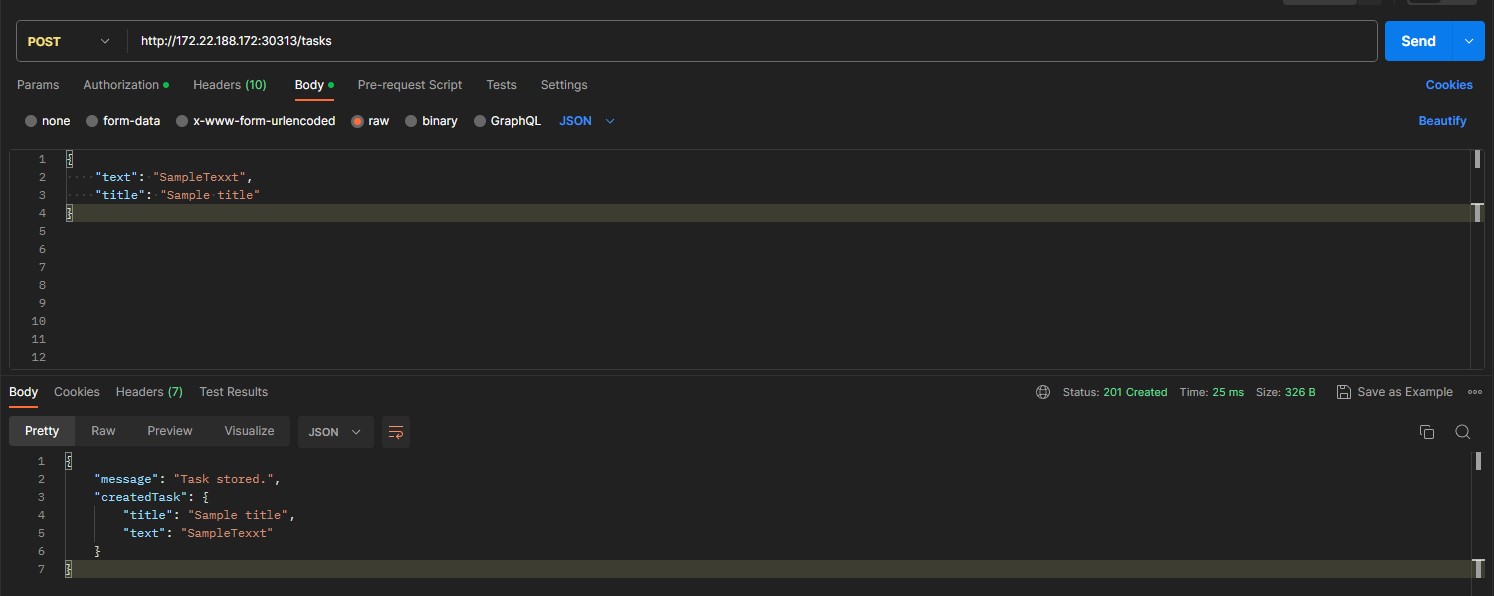 POST http://172.22.188.172:30313/tasks Send
Params Authorization Headers (10) Body Pre-request Script Tests Settings Cookies
none form-data x-www-form-urlencoded raw binary GraphQL JSON Beautify
1 {
2 "text": "SampleTexxt",
3 "title": "Sample title"
4 }
5
6
7
8
9
10
11
12
Body Cookies Headers (7) Test Results Status: 201 Created Time: 25 ms Size: 326 B Save as Example
Pretty Raw Preview Visualize JSON
1 {
2 "message": "Task stored.",
3 "createdTask": {
4 "title": "Sample title",
5 "text": "SampleTexxt"
6 }
7 }